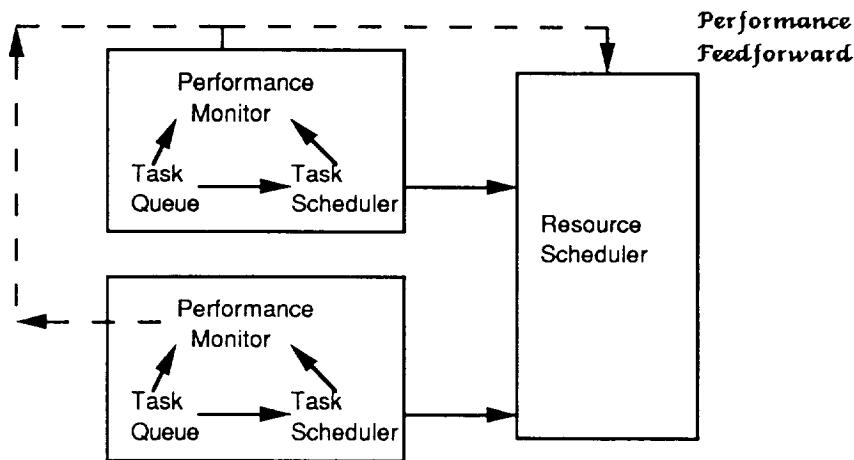 Performance
Feedforward
Performance
Monitor
Task
Queue
Task
Scheduler
Resource
Scheduler
Performance
Monitor
Task
Queue
Task
Scheduler